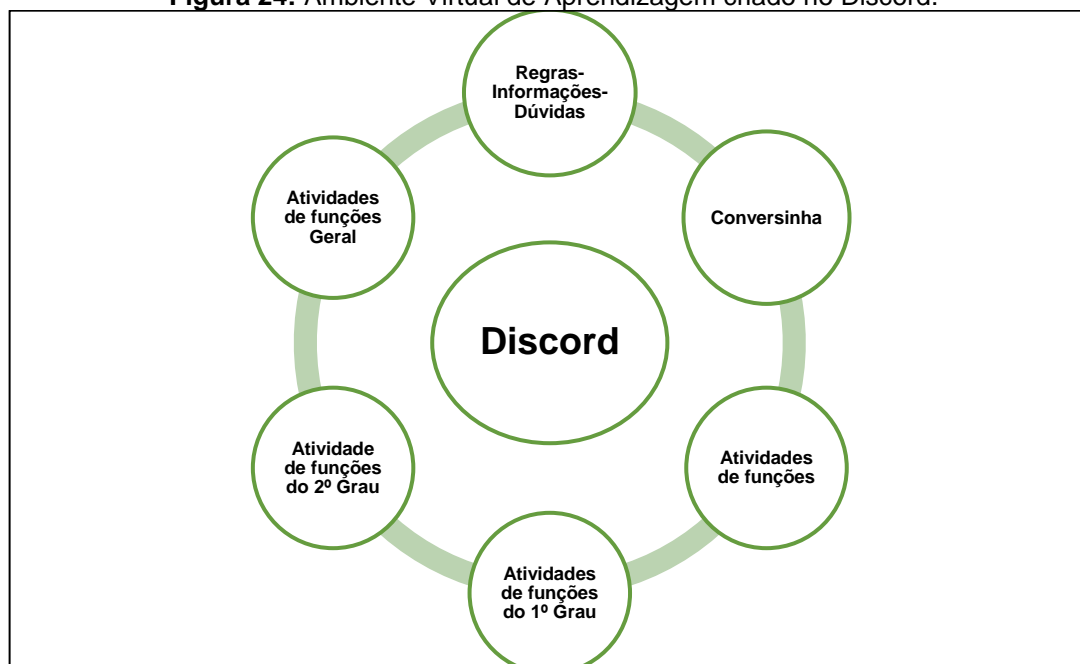 Figura 24: Ambiente Virtual de Aprendizagem criado no Discord.
Regras-
Informações-
Dúvidas
Conversinha
Atividades
de funções
Atividades
de funções
do 1º Grau
Atividade
de funções
do 2º Grau
Atividades
de funções
Geral
Discord